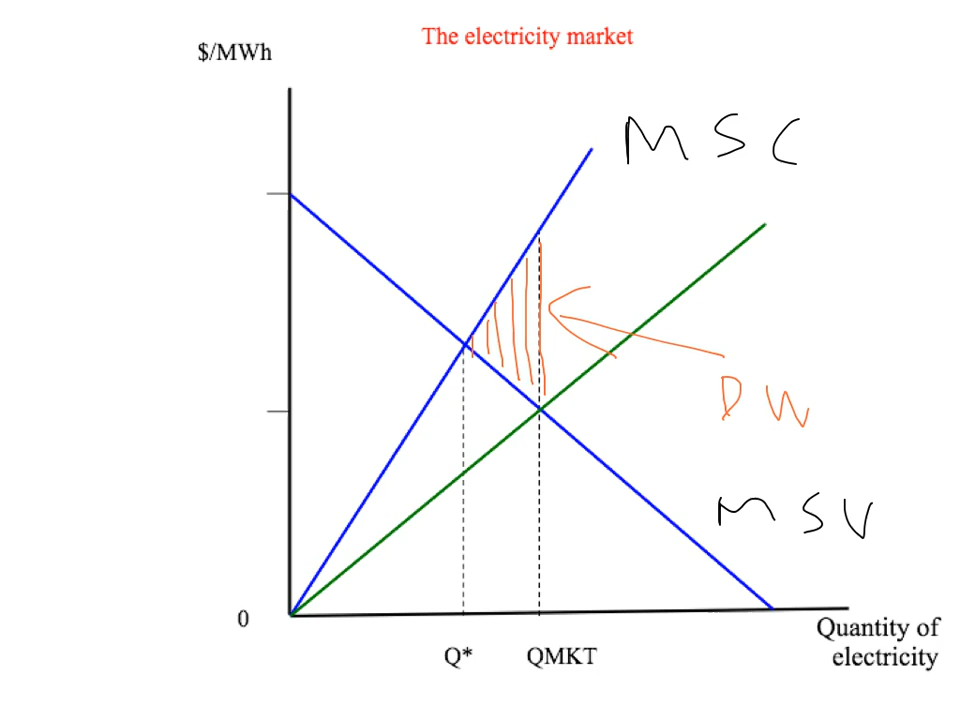 The electricity market
$/MWh
MSC
DW
MSV
0
Q*
QMKT
Quantity of
electricity